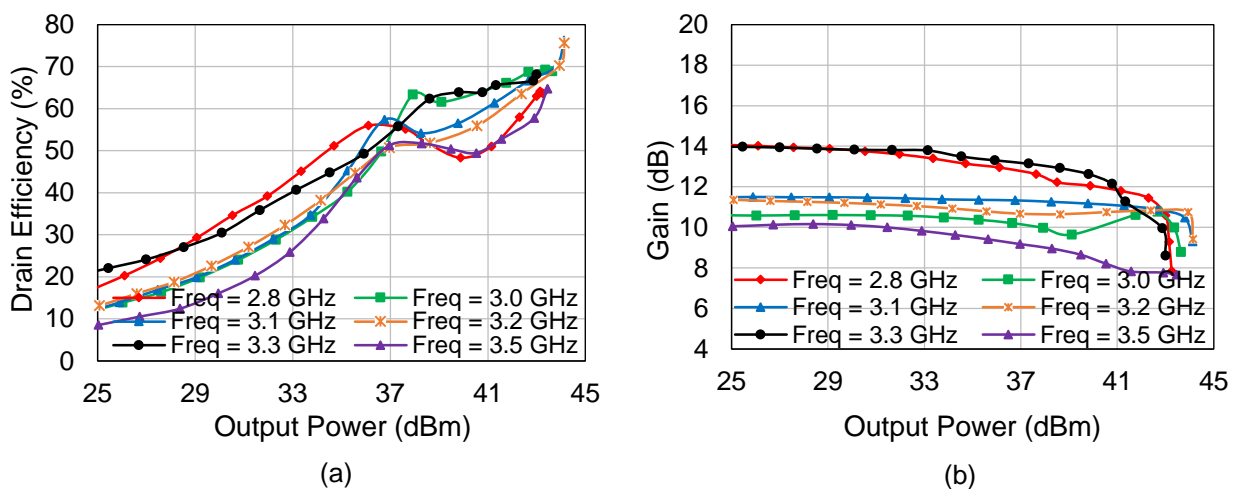 Drain Efficiency (%)
80
70
60
50
40
30
20
10
0
Freq = 2.8 GHz
Freq = 3.0 GHz
Freq = 3.1 GHz
Freq = 3.2 GHz
Freq = 3.3 GHz
Freq = 3.5 GHz
25 29 33 37 41 45
Output Power (dBm)
(a)
Gain (dB)
20
18
16
14
12
10
8
6
4
Freq = 2.8 GHz
Freq = 3.0 GHz
Freq = 3.1 GHz
Freq = 3.2 GHz
Freq = 3.3 GHz
Freq = 3.5 GHz
25 29 33 37 41 45
Output Power (dBm)
(b)